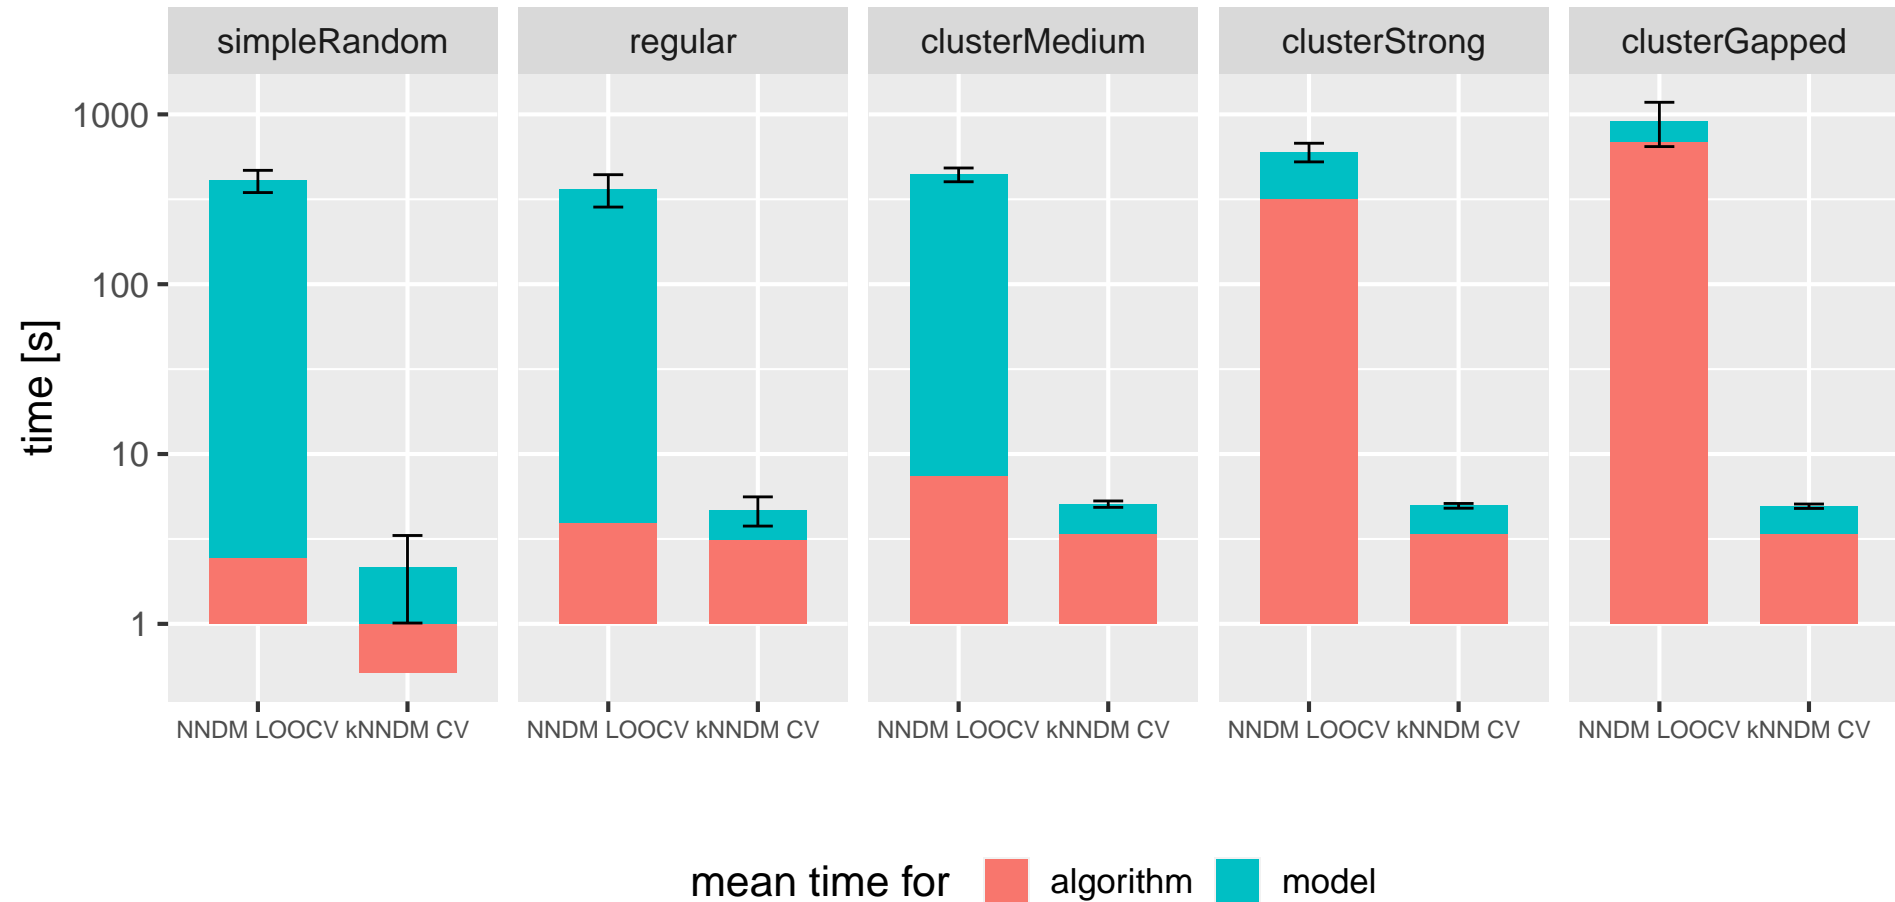 simpleRandom regular clusterMedium clusterStrong clusterGapped
time [s]
1000
100
10
1
NNDM LOOCV kNNDM CV NNDM LOOCV kNNDM CV NNDM LOOCV kNNDM CV NNDM LOOCV kNNDM CV NNDM LOOCV kNNDM CV
mean time for algorithm model